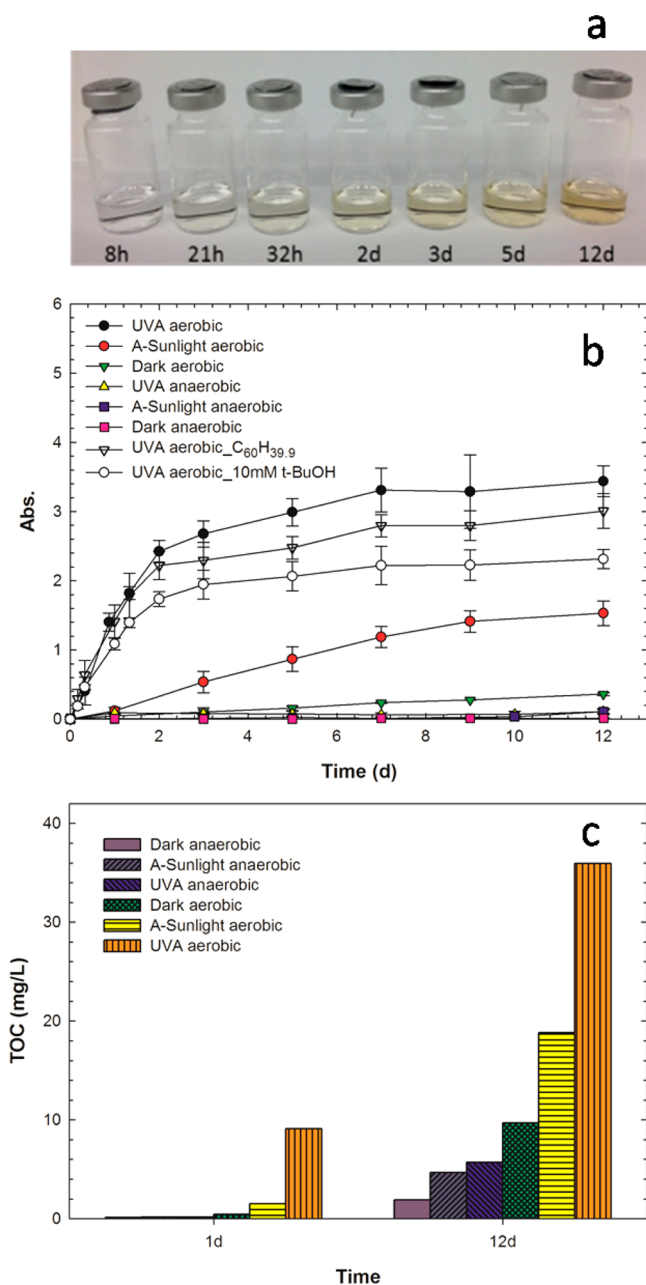 a
8h 21h 32h 2d 3d 5d 12d
b
6
5
4
3
2
1
0
Abs.
UVA aerobic
A-Sunlight aerobic
Dark aerobic
UVA anaerobic
A-Sunlight anaerobic
Dark anaerobic
UVA aerobic_C₆₀H₃₉.₉
UVA aerobic_10mM t-BuOH
0 2 4 6 8 10 12
Time (d)
c
40
30
20
10
0
TOC (mg/L)
Dark anaerobic
A-Sunlight anaerobic
UVA anaerobic
Dark aerobic
A-Sunlight aerobic
UVA aerobic
1d 12d
Time